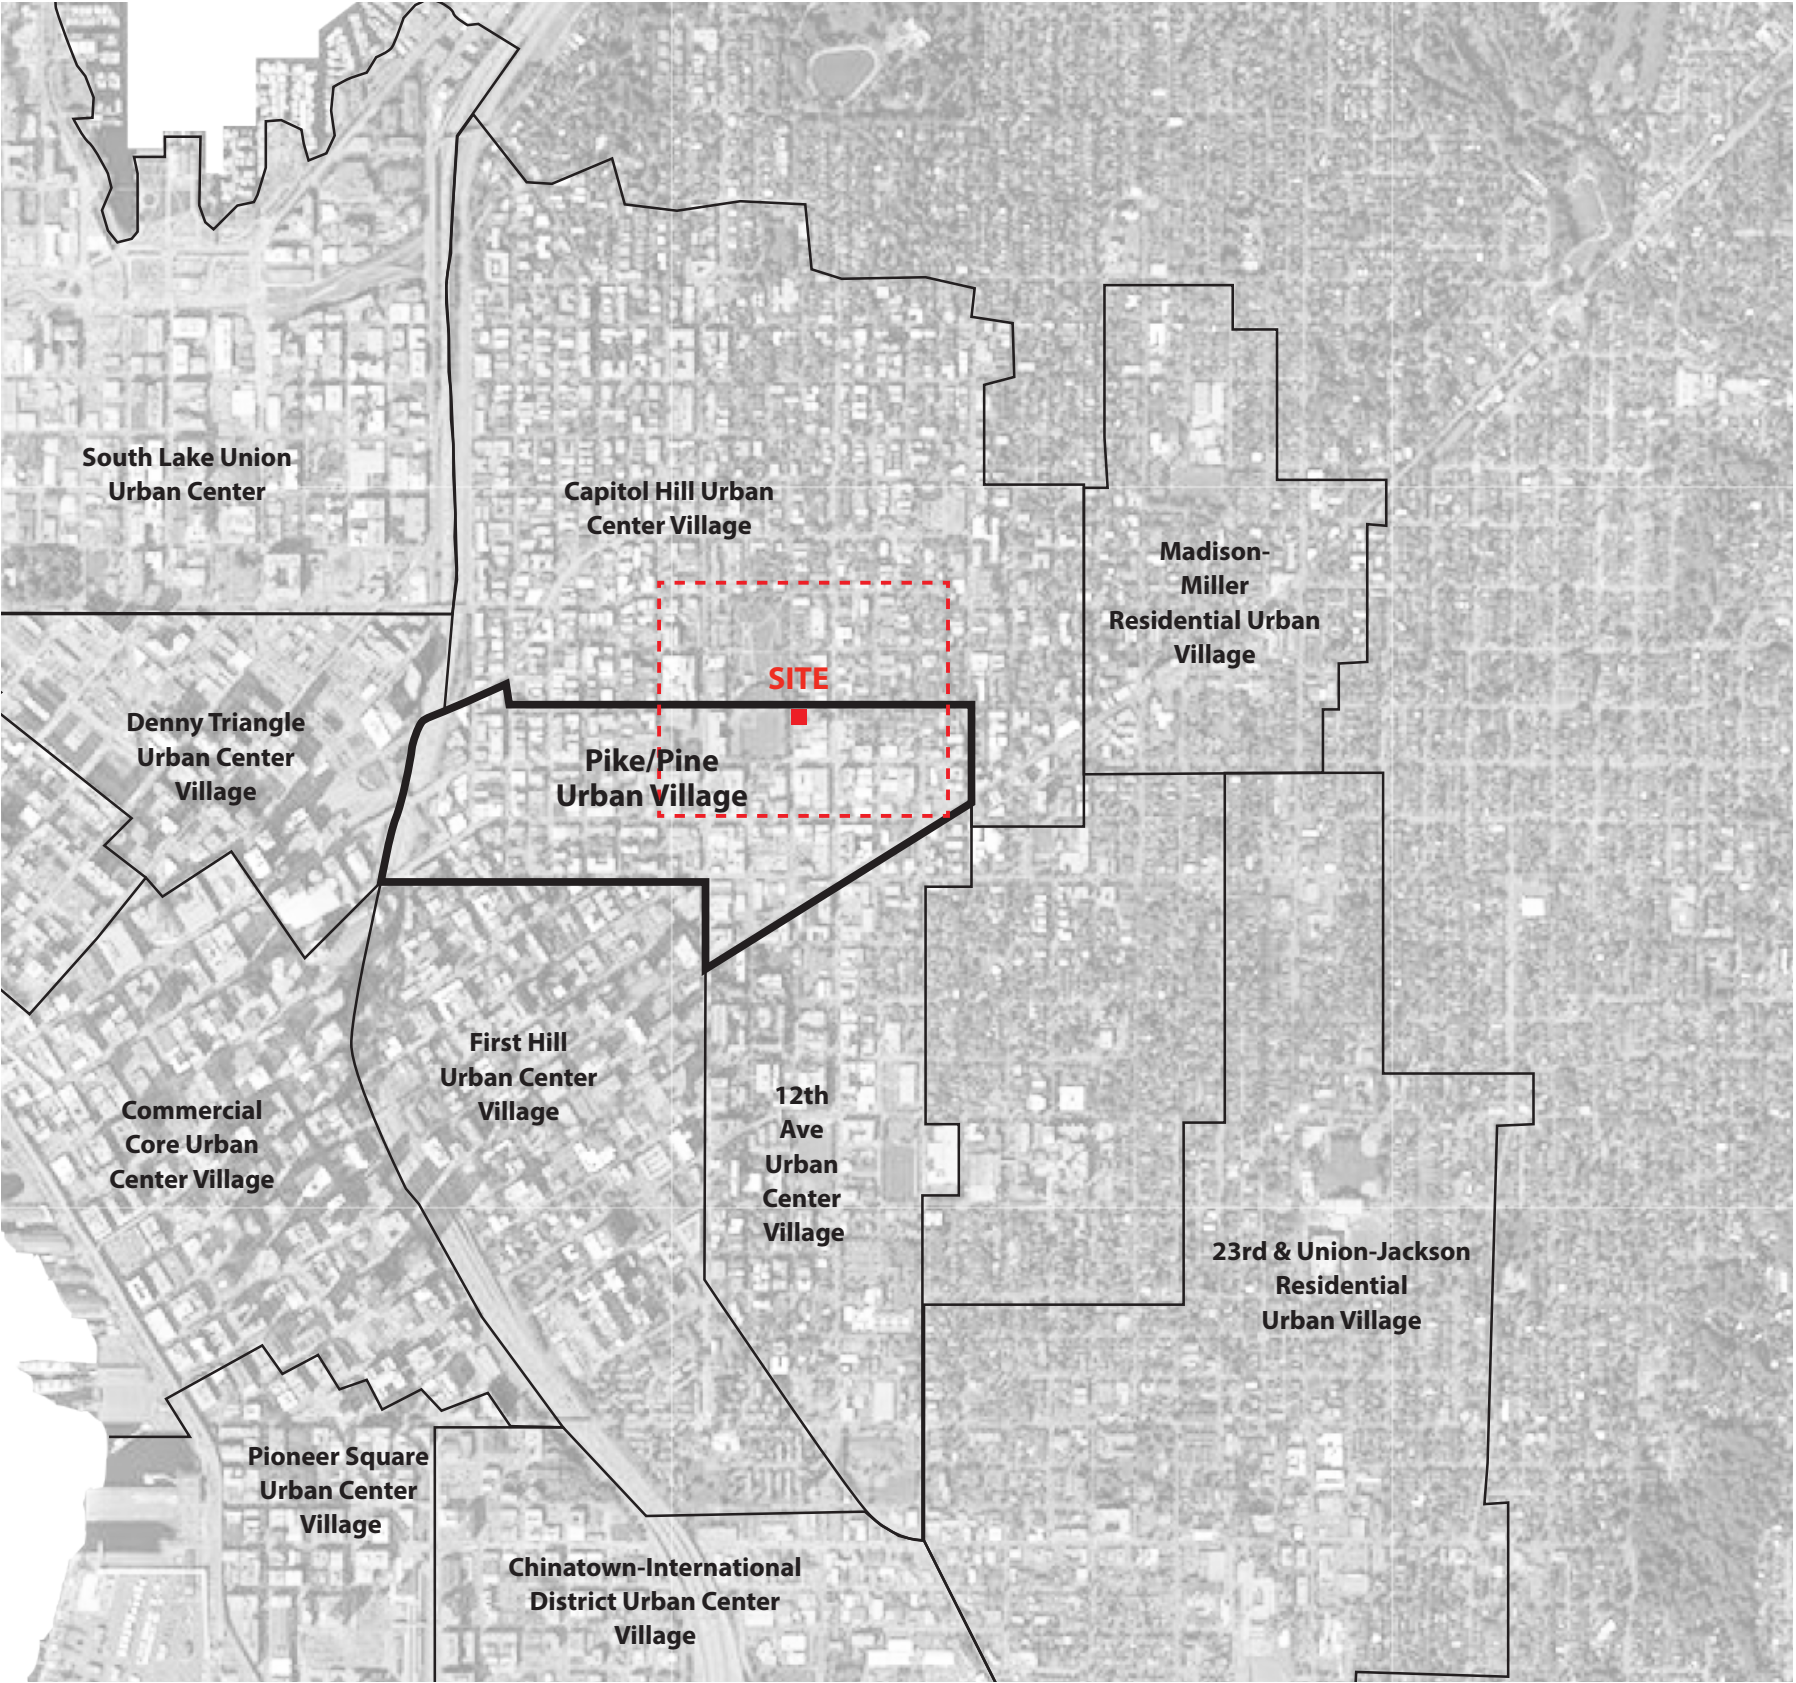 South Lake Union
Urban Center
Capitol Hill Urban
Center Village
Madison-
Miller
Residential Urban
Village
SITE
Denny Triangle
Urban Center
Village
Pike/Pine
Urban Village
First Hill
Urban Center
Village
12th
Ave
Urban
Center
Village
Commercial
Core Urban
Center Village
23rd & Union-Jackson
Residential
Urban Village
Pioneer Square
Urban Center
Village
Chinatown-International
District Urban Center
Village